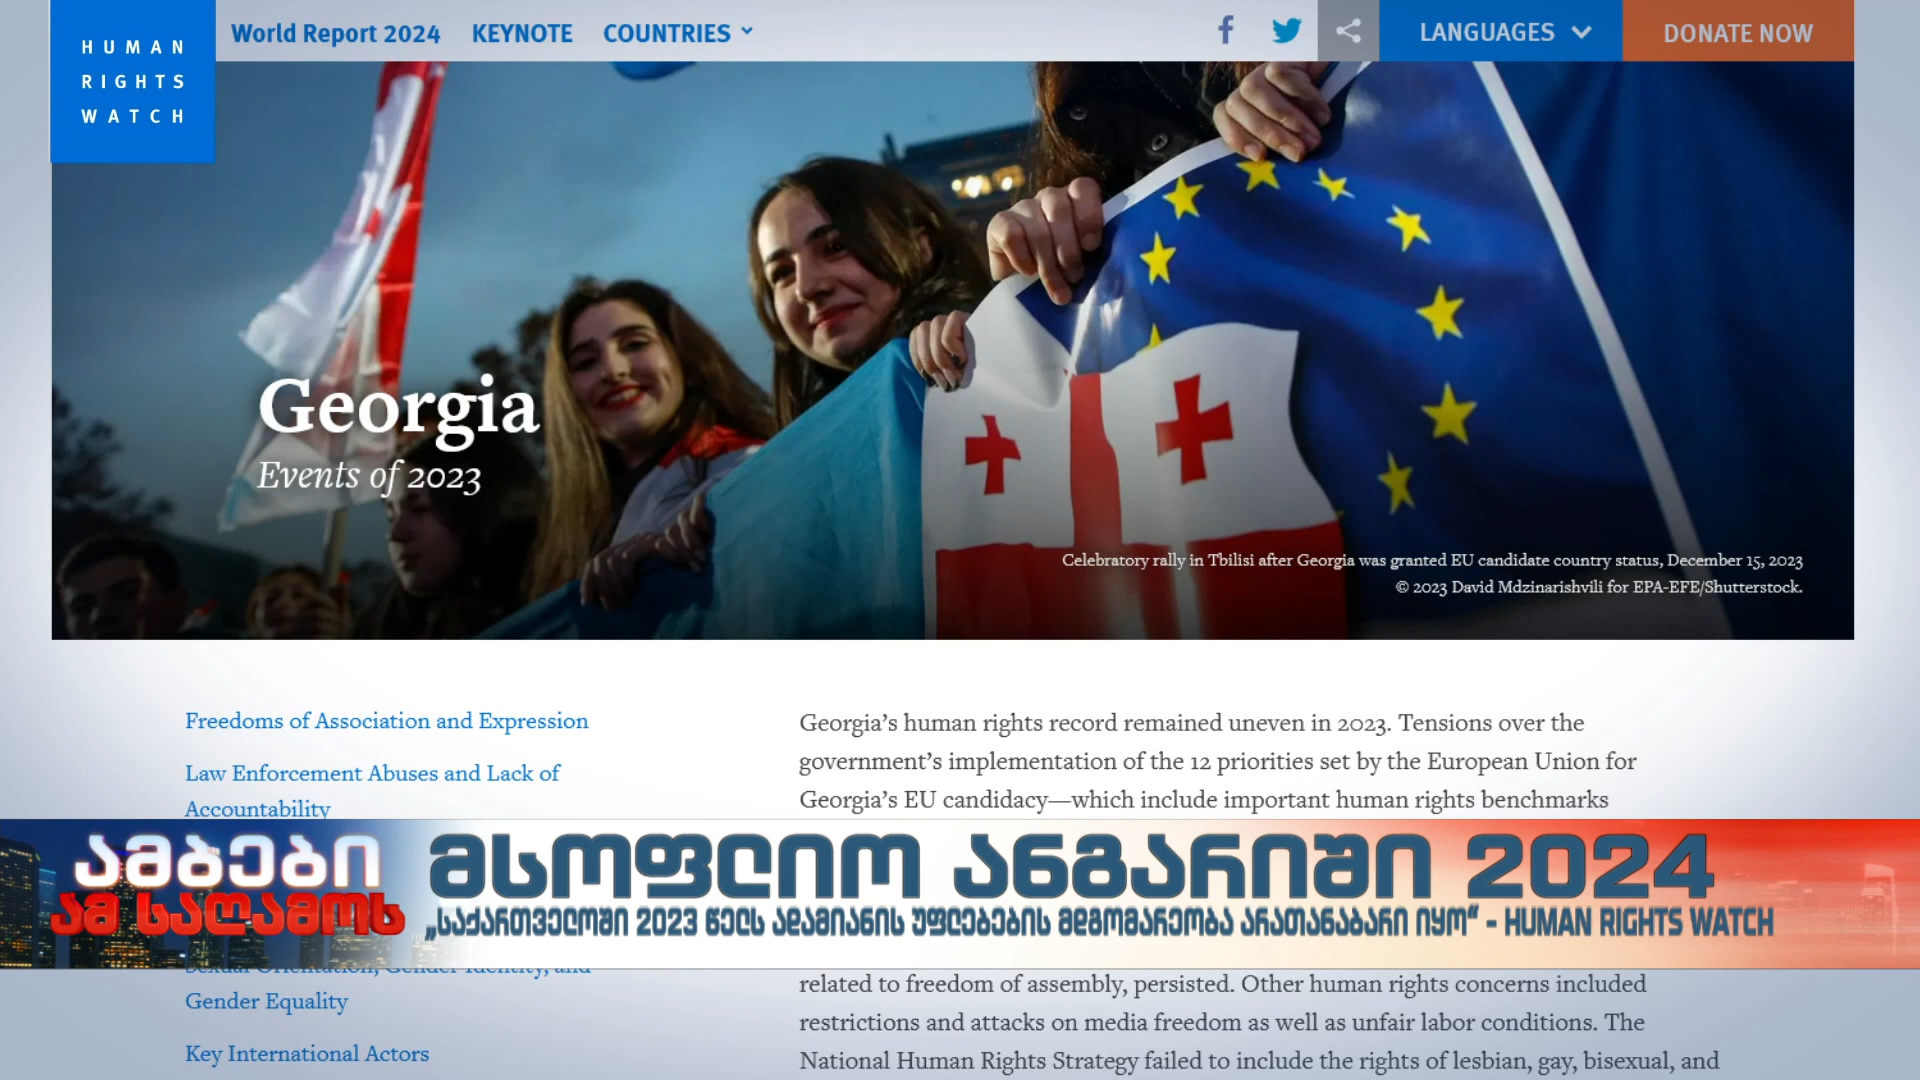 HUMAN
RIGHTS
WATCH
World Report 2024 KEYNOTE COUNTRIES
LANGUAGES
DONATE NOW
Georgia
Events of 2023
Celebratory rally in Tbilisi after Georgia was granted EU candidate country status, December 15, 2023
© 2023 David Mdzinarishvili for EPA-EFE/Shutterstock.
Freedoms of Association and Expression
Law Enforcement Abuses and Lack of
Accountability
Sexual Orientation, Gender Identity, and
Gender Equality
Key International Actors
Georgia’s human rights record remained uneven in 2023. Tensions over the
government’s implementation of the 12 priorities set by the European Union for
Georgia’s EU candidacy—which include important human rights benchmarks
related to freedom of assembly, persisted. Other human rights concerns included
restrictions and attacks on media freedom as well as unfair labor conditions. The
National Human Rights Strategy failed to include the rights of lesbian, gay, bisexual, and
ამბები
ამ საღამოს
მსოფლიო ანგარიში 2024
„საქართველოში 2023 წელს ადამიანის უფლებების მდგომარეობა არათანაბარი იყო“ - HUMAN RIGHTS WATCH